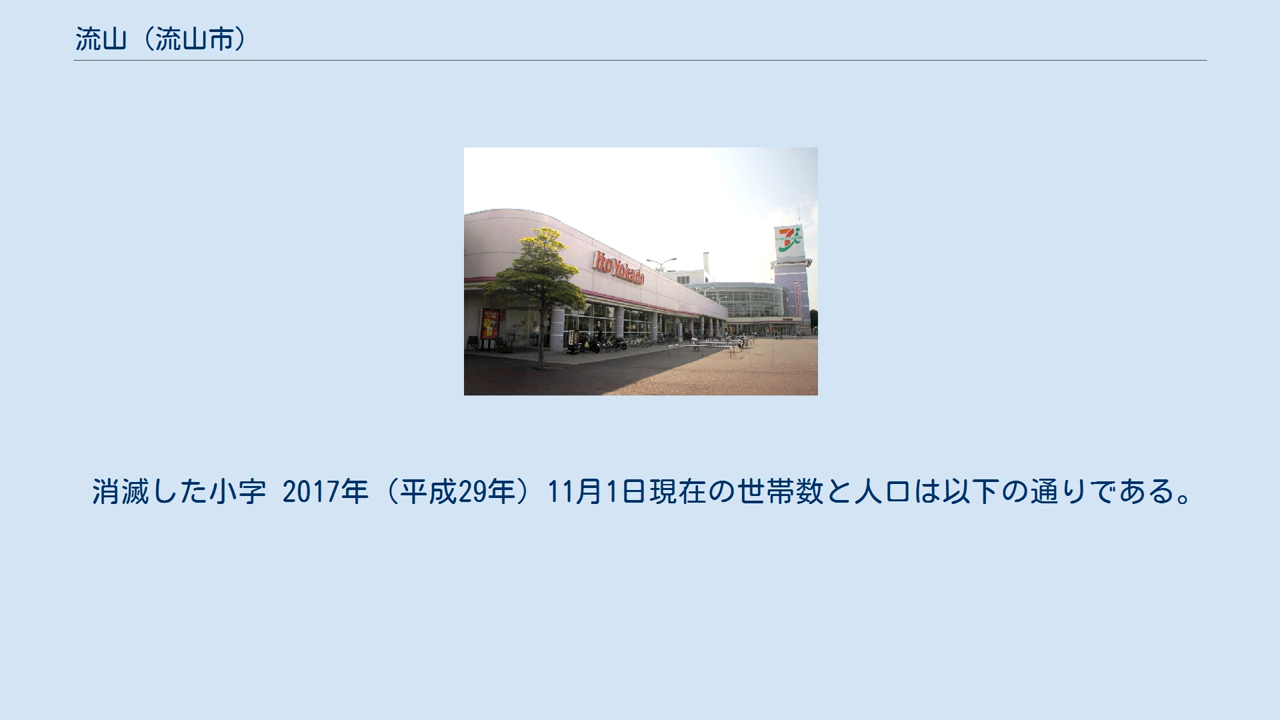 流山（流山市）
Ito Yokado
消滅した小字 2017年（平成29年）11月1日現在の世帯数と人口は以下の通りである。